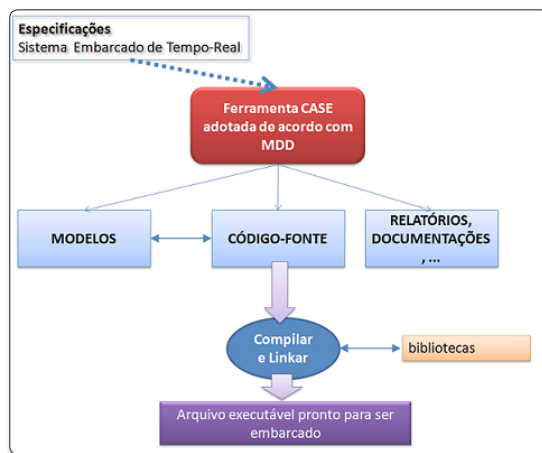 Especificações
Sistema Embarcado de Tempo-Real
Ferramenta CASE
adotada de acordo com
MDD
MODELOS
CÓDIGO-FONTE
RELATÓRIOS,
DOCUMENTAÇÕES
, ...
Compilar
e Linkar
bibliotecas
Arquivo executável pronto para ser
embarcado